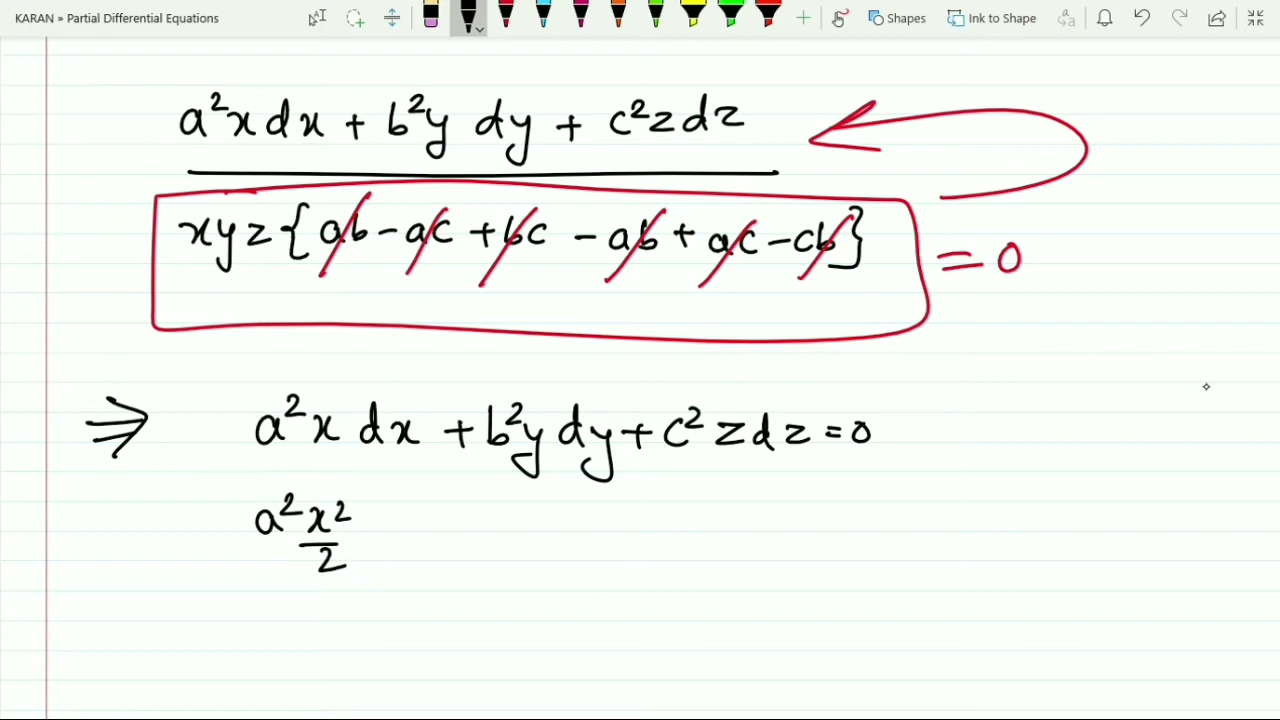 KARAN » Partial Differential Equations
Shapes
Ink to Shape
a²x dx + b²y dy + c²z dz
xyz{ab - ac + bc - ab + ac - cb}
= 0
⇒ a²x dx + b²y dy + c²z dz = 0
a²x²
2